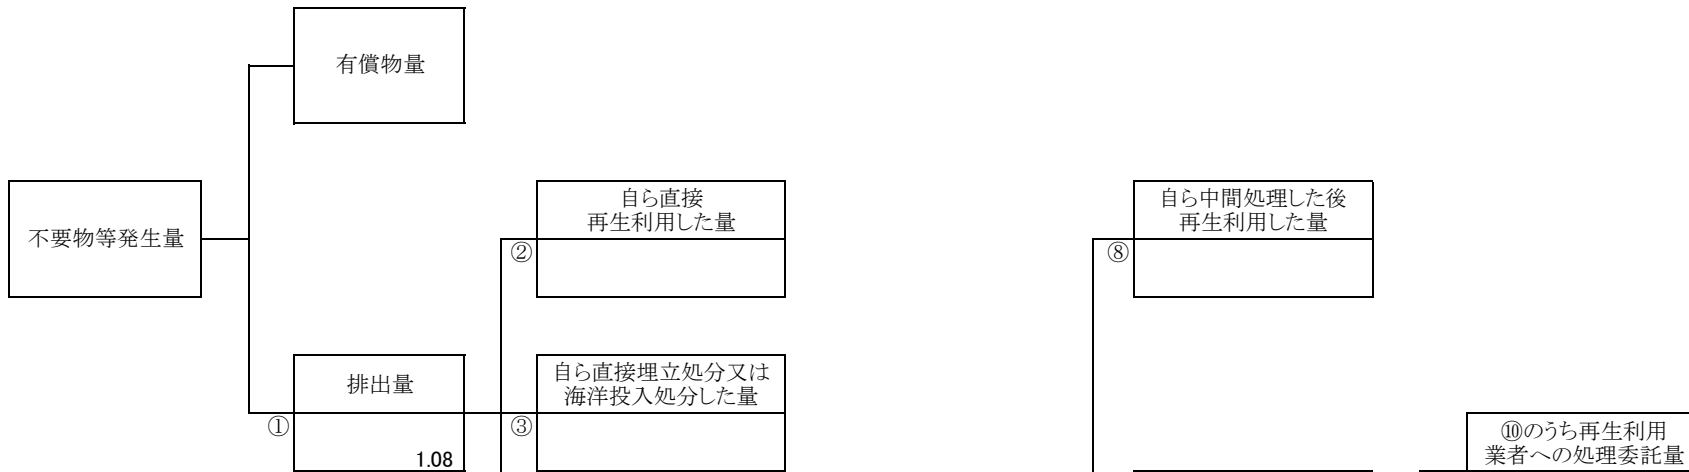 有償物量
不要物等発生量
自ら直接
再生利用した量
②
自ら中間処理した後
再生利用した量
⑧
排出量
①
1.08
自ら直接埋立処分又は
海洋投入処分した量
③
⑩のうち再生利用
業者への処理委託量